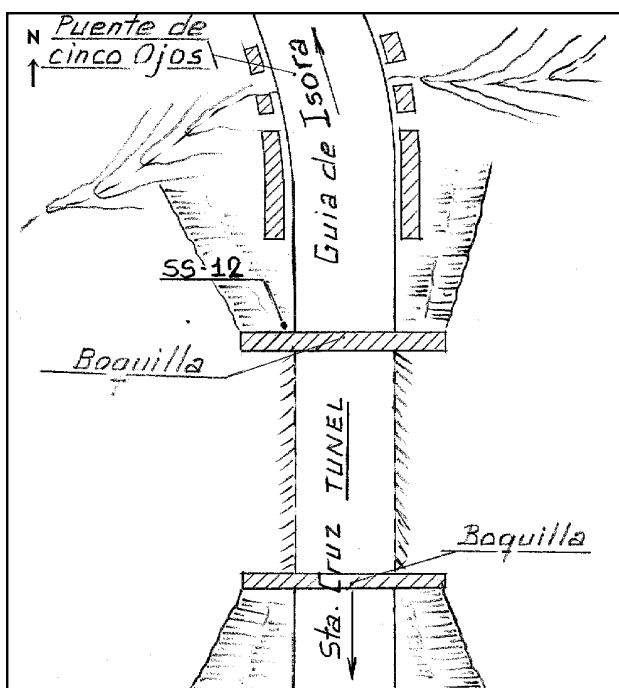 Puente de
cinco Ojos
N
Guia de Isora
SS-12
Boquilla
TUNEL
Boquilla
Sta. Cruz